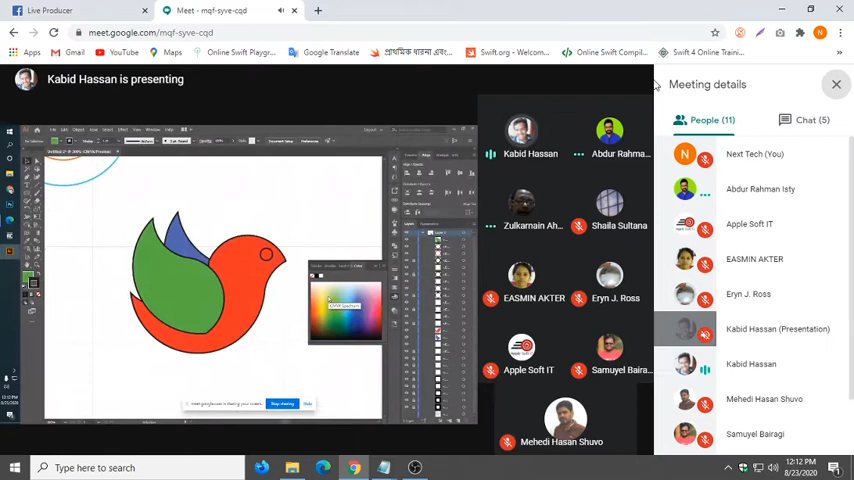 Live Producer
Meet - mqf-syve-cqd
meet.google.com/mqf-syve-cqd
Apps
Gmail
YouTube
Maps
Online Swift Playgr...
Google Translate
প্রাথমিক ধারনা এবং...
Swift.org - Welcom...
Online Swift Compil...
Swift 4 Online Traini...
Kabid Hassan is presenting
Meeting details
People (11)
Chat (5)
Kabid Hassan
Abdur Rahma...
Zulkarnain Ah...
Shaila Sultana
EASMIN AKTER
Eryn J. Ross
Apple Soft IT
Samuyel Baira...
Mehedi Hasan Shuvo
N
Next Tech (You)
Abdur Rahman Isty
Apple Soft IT
EASMIN AKTER
Eryn J. Ross
Kabid Hassan (Presentation)
Kabid Hassan
Mehedi Hasan Shuvo
Samuyel Bairagi
Stop sharing
Hide
CMYK Spectrum
Type here to search
12:12 PM
8/23/2020